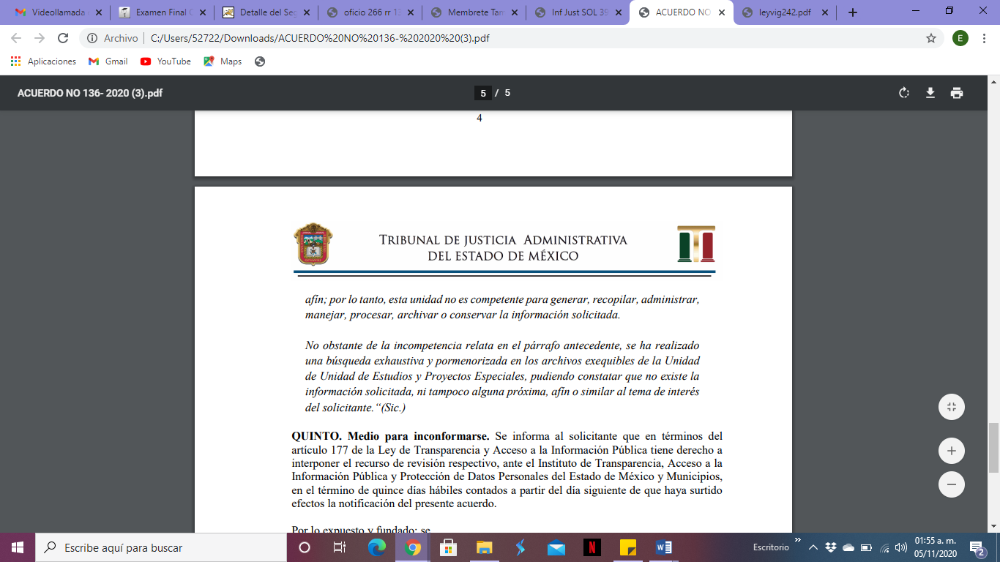 Videollamada
Examen Final C
Detalle del Seg
oficio 266 rr 13
Membrete Tam
Inf Just SOL 39
ACUERDO NO
leyvig242.pdf
Archivo
C:/Users/52722/Downloads/ACUERDO%20NO%20136-%202020%20(3).pdf
E
Aplicaciones
Gmail
YouTube
Maps
ACUERDO NO 136- 2020 (3).pdf
5 / 5
4
TRIBUNAL DE JUSTICIA ADMINISTRATIVA
DEL ESTADO DE MÉXICO
afín; por lo tanto, esta unidad no es competente para generar, recopilar, administrar,
manejar, procesar, archivar o conservar la información solicitada.
No obstante de la incompetencia relata en el párrafo antecedente, se ha realizado
una búsqueda exhaustiva y pormenorizada en los archivos exequibles de la Unidad
de Unidad de Estudios y Proyectos Especiales, pudiendo constatar que no existe la
información solicitada, ni tampoco alguna próxima, afín o similar al tema de interés
del solicitante.“(Sic.)
QUINTO. Medio para inconformarse. Se informa al solicitante que en términos del
artículo 177 de la Ley de Transparencia y Acceso a la Información Pública tiene derecho a
interponer el recurso de revisión respectivo, ante el Instituto de Transparencia, Acceso a la
Información Pública y Protección de Datos Personales del Estado de México y Municipios,
en el término de quince días hábiles contados a partir del día siguiente de que haya surtido
efectos la notificación del presente acuerdo.
Por lo expuesto y fundado; se
Escribe aquí para buscar
Escritorio
01:55 a. m.
05/11/2020
2